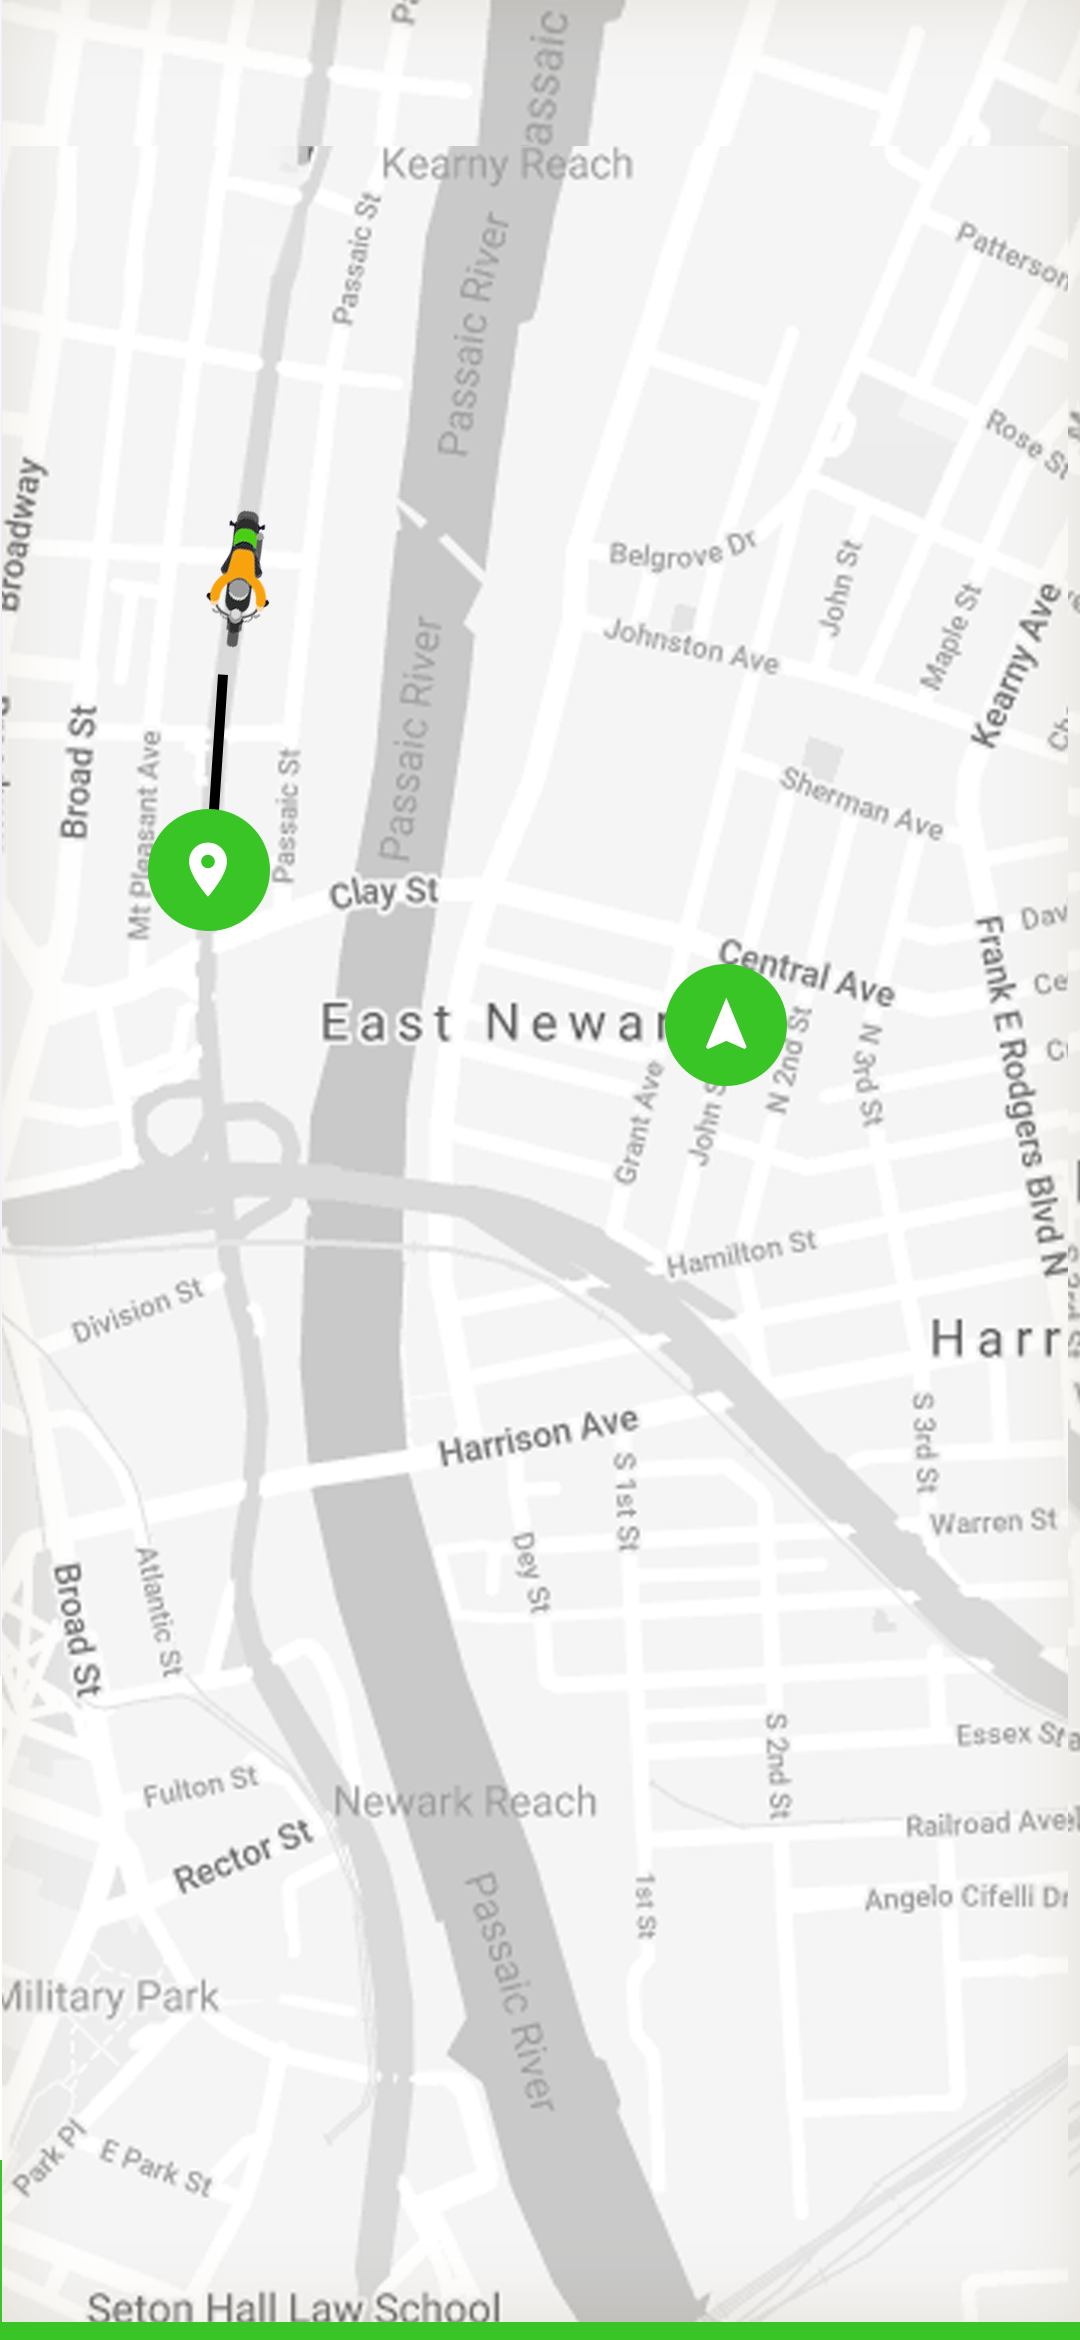 Passaic
Kearny Reach
Passaic St
Patterson
Passaic River
Rose St
Broadway
Belgrove Dr
John St
Maple St
Kearny Ave
Johnston Ave
Passaic River
Broad St
Mt Pleasant Ave
Passaic St
Sherman Ave
Clay St
Central Ave
Dav
Frank E Rodgers Blvd N
Ce
East Newar
N 2nd St
N 3rd St
Grant Ave
John S
Hamilton St
Division St
Harr
Harrison Ave
S 3rd St
S 1st St
Warren St
Dey St
Atlantic St
Broad St
S 2nd St
Essex St
Fulton St
Newark Reach
Railroad Ave
Rector St
1st St
Angelo Cifelli Dr
Passaic River
Military Park
Park Pl
E Park St
Seton Hall Law School